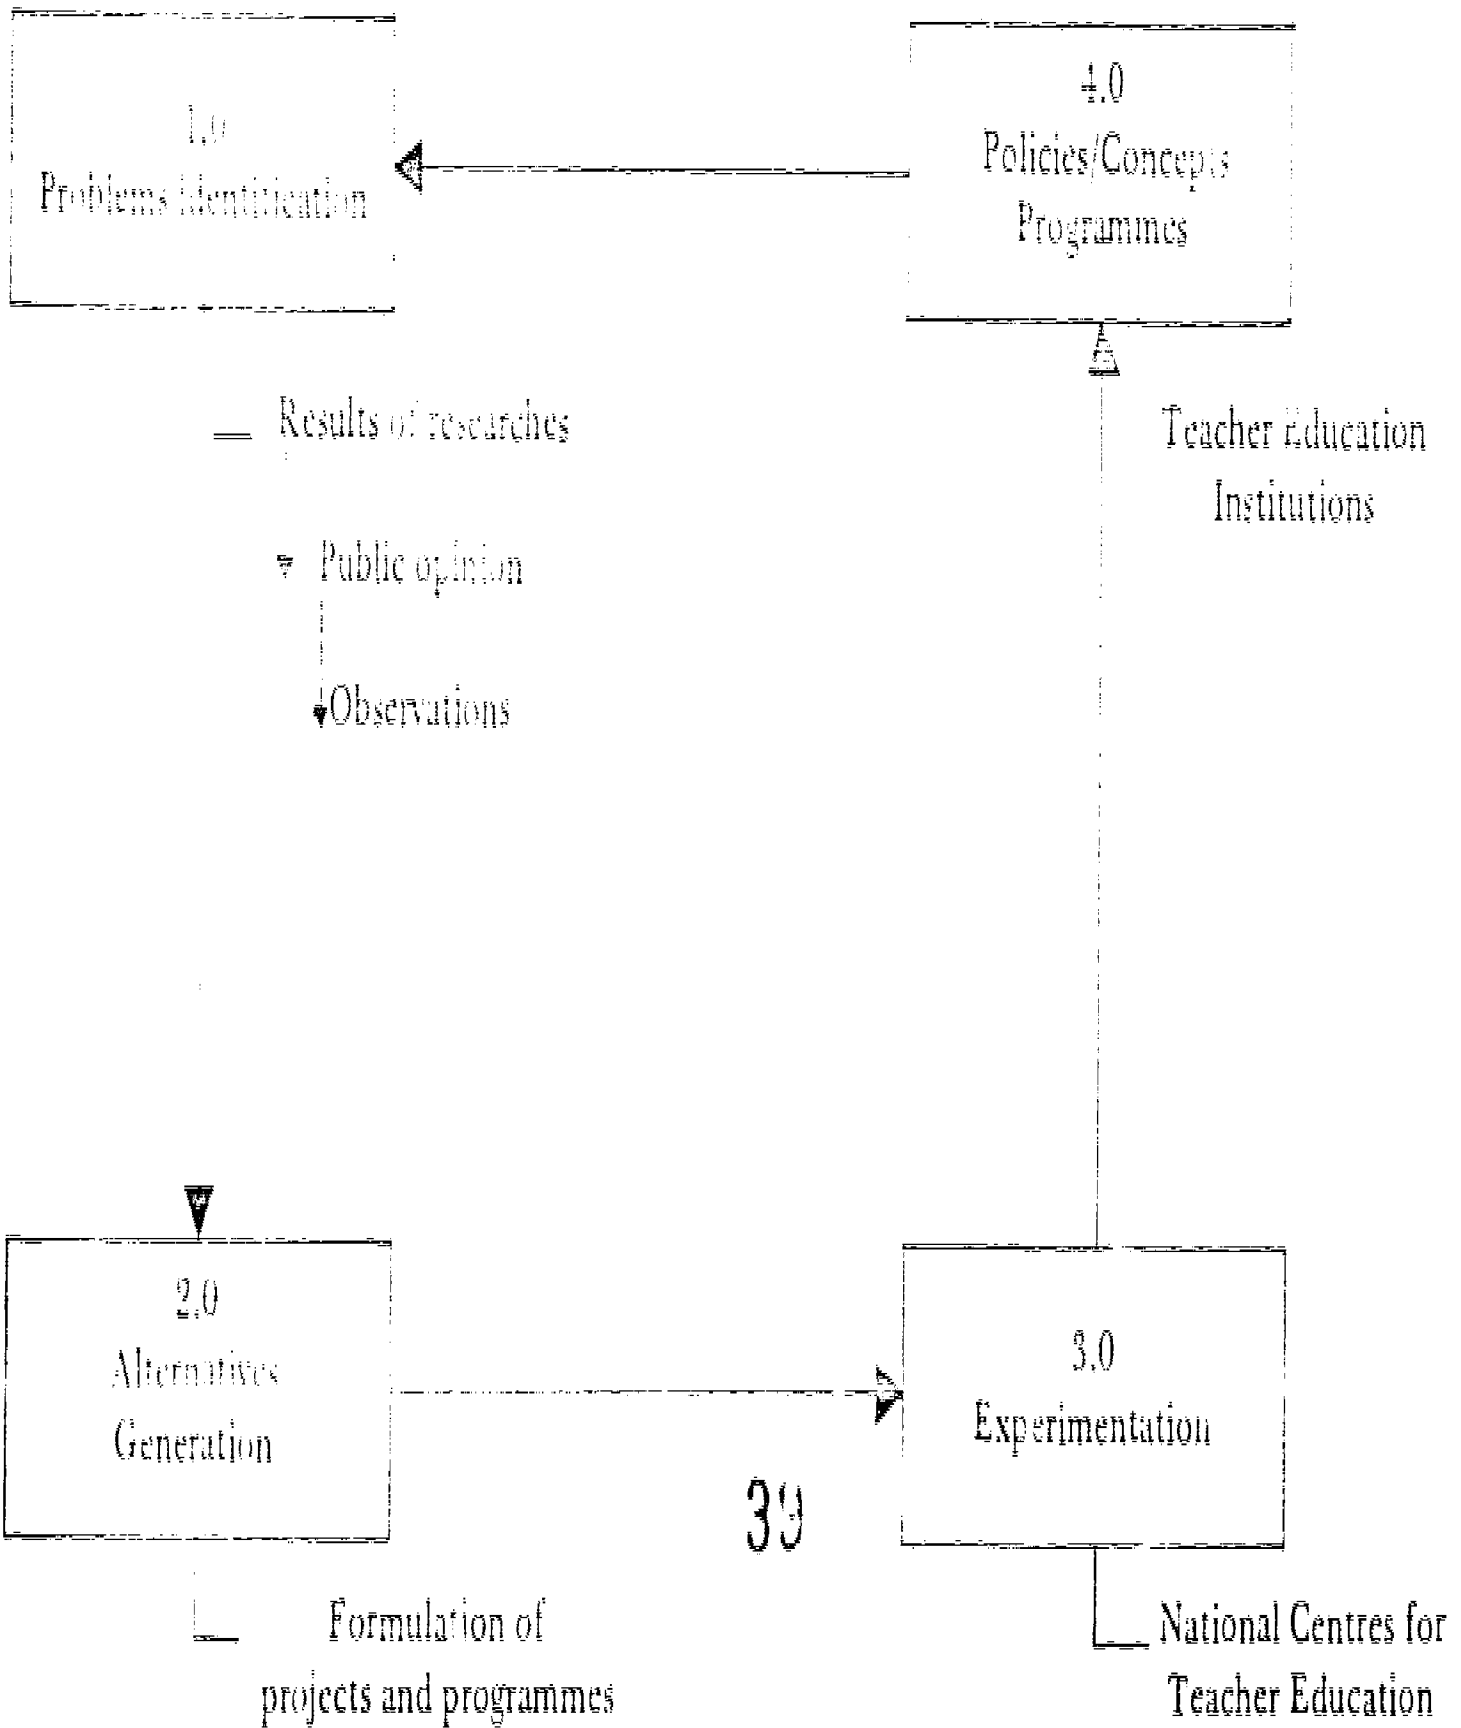 1.0
Problems Identification
4.0
Policies/Concepts
Programmes
Results of researches
Public opinion
Observations
Teacher Education
Institutions
2.0
Alternatives
Generation
3.0
Experimentation
39
Formulation of
projects and programmes
National Centres for
Teacher Education